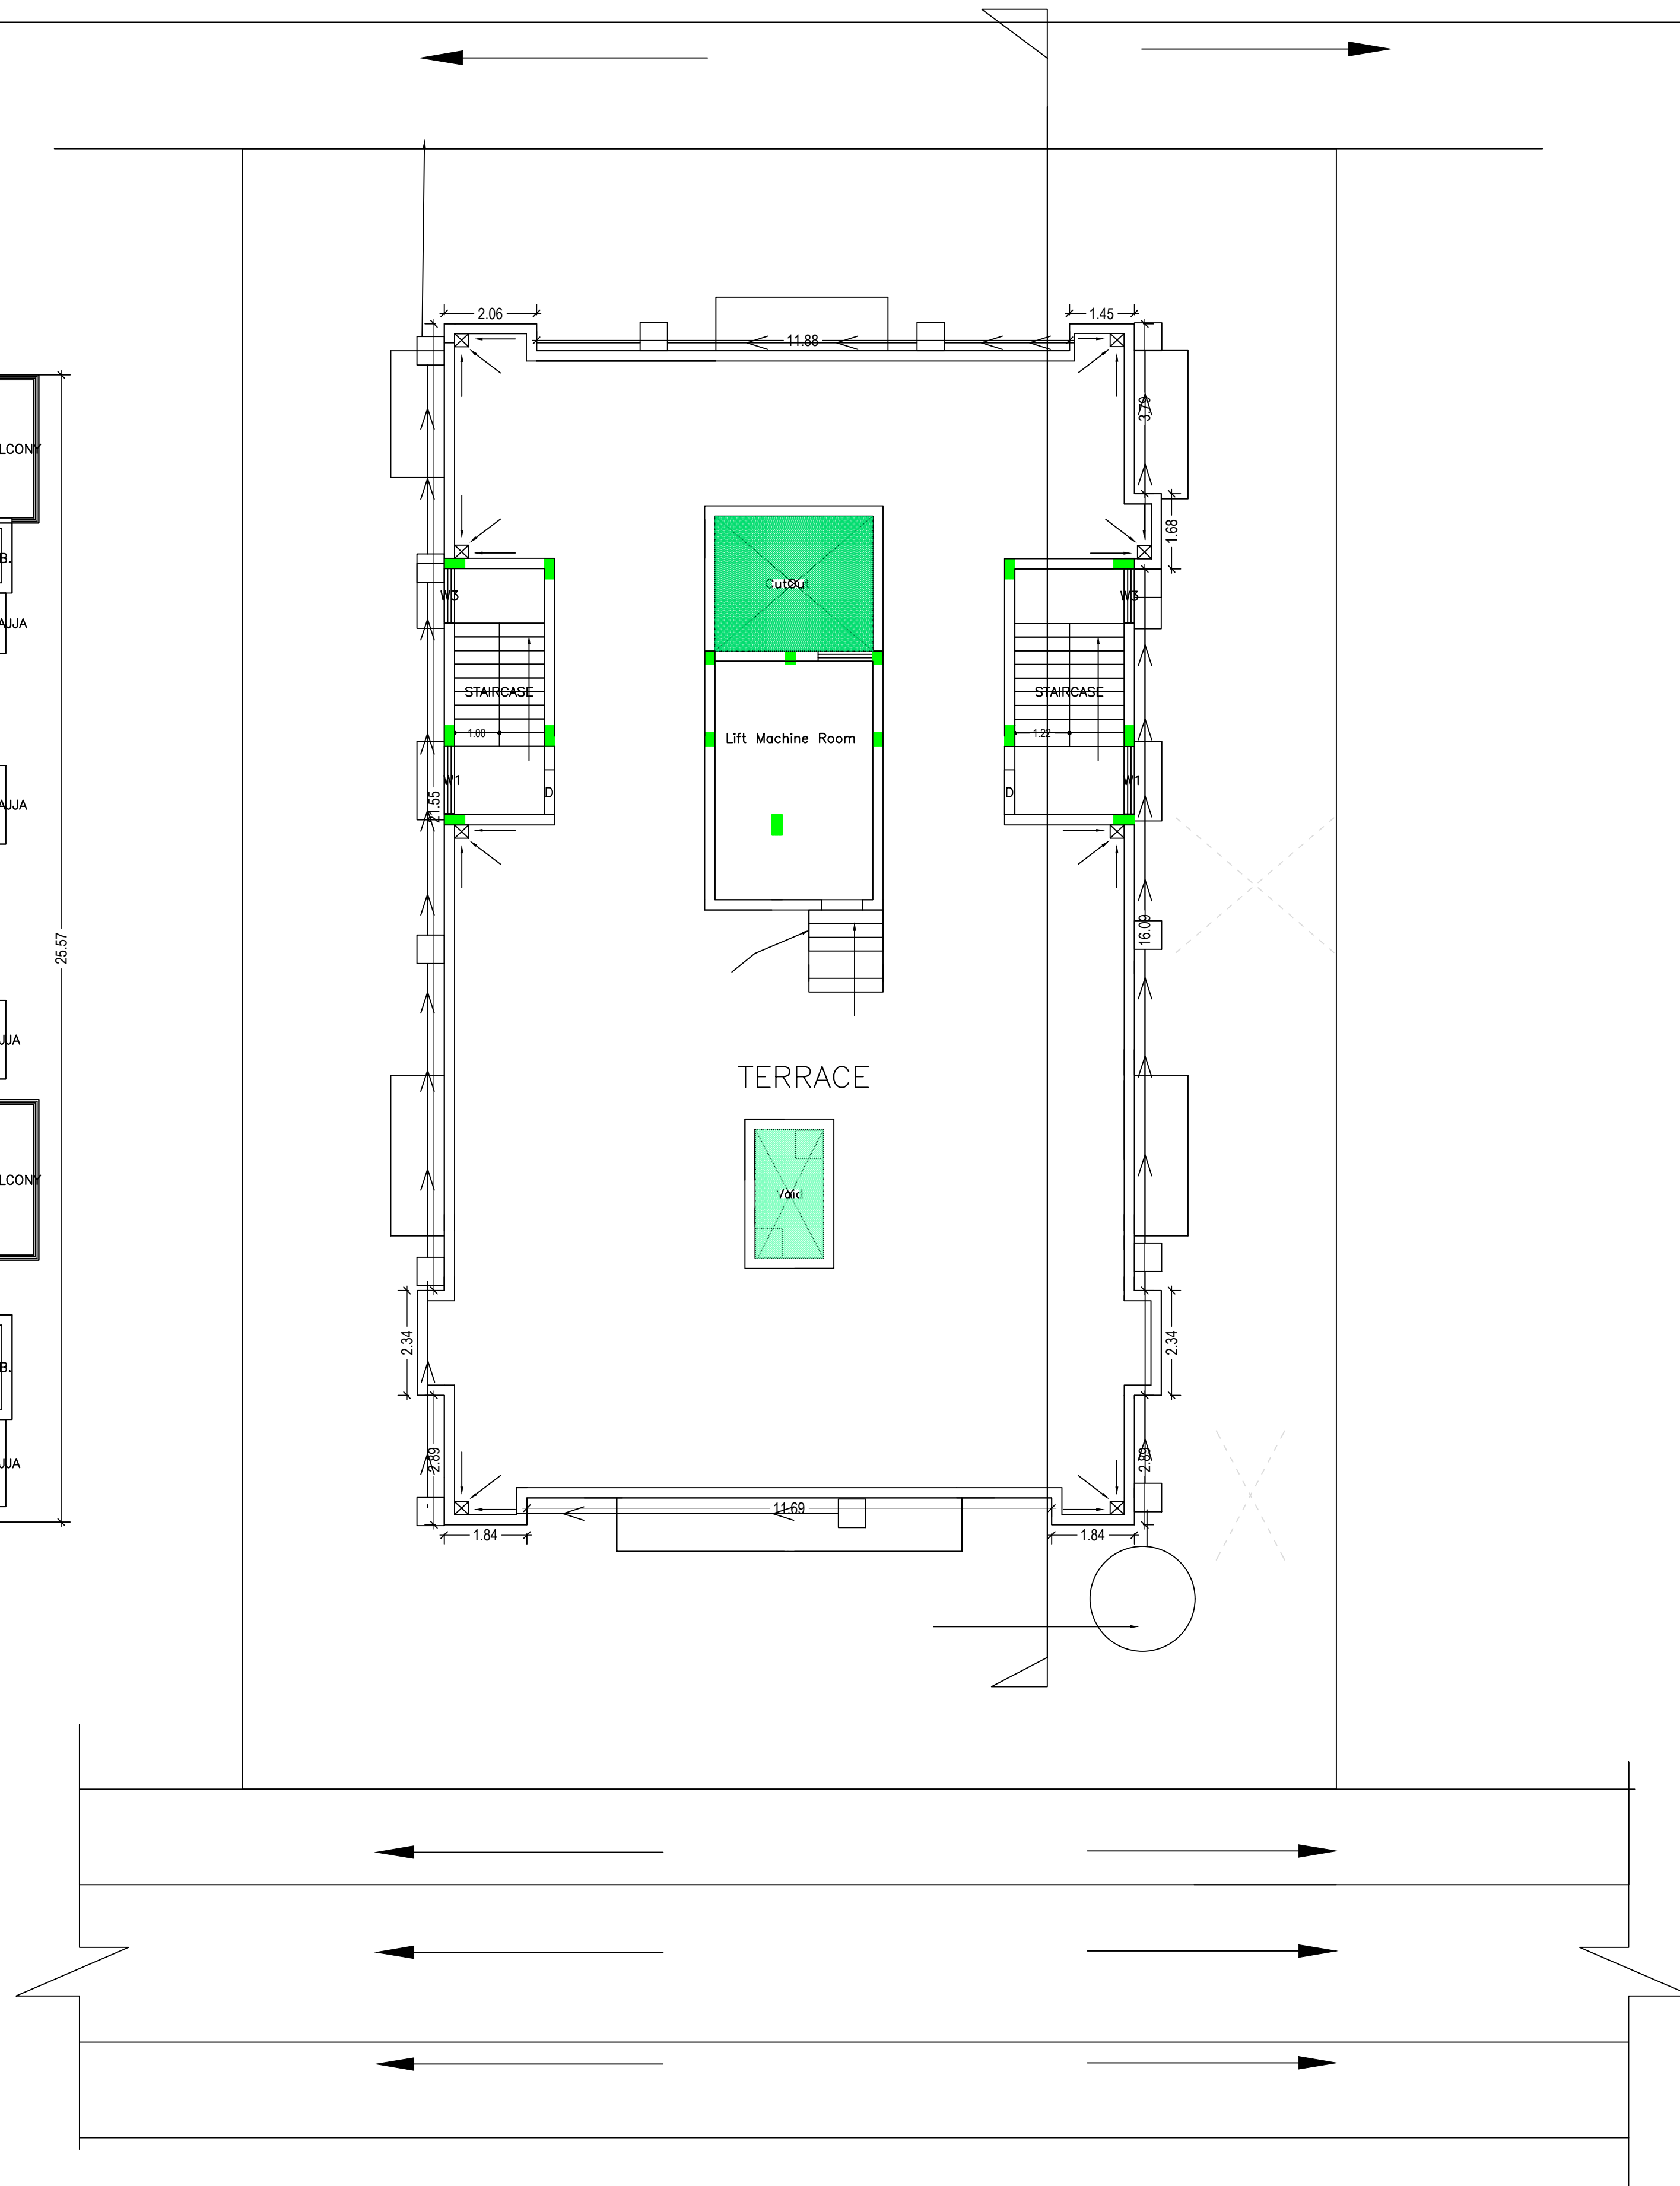 2.06
1.45
11.88
3.79
LCONY
1.68
B.
CutOut
W3
W3
AJJA
STAIRCASE
STAIRCASE
1.00
1.22
Lift Machine Room
W1
W1
D
D
21.55
AJJA
16.09
25.57
JJA
TERRACE
LCONY
Void
2.34
2.34
B.
2.89
2.89
JJA
11.69
1.84
1.84